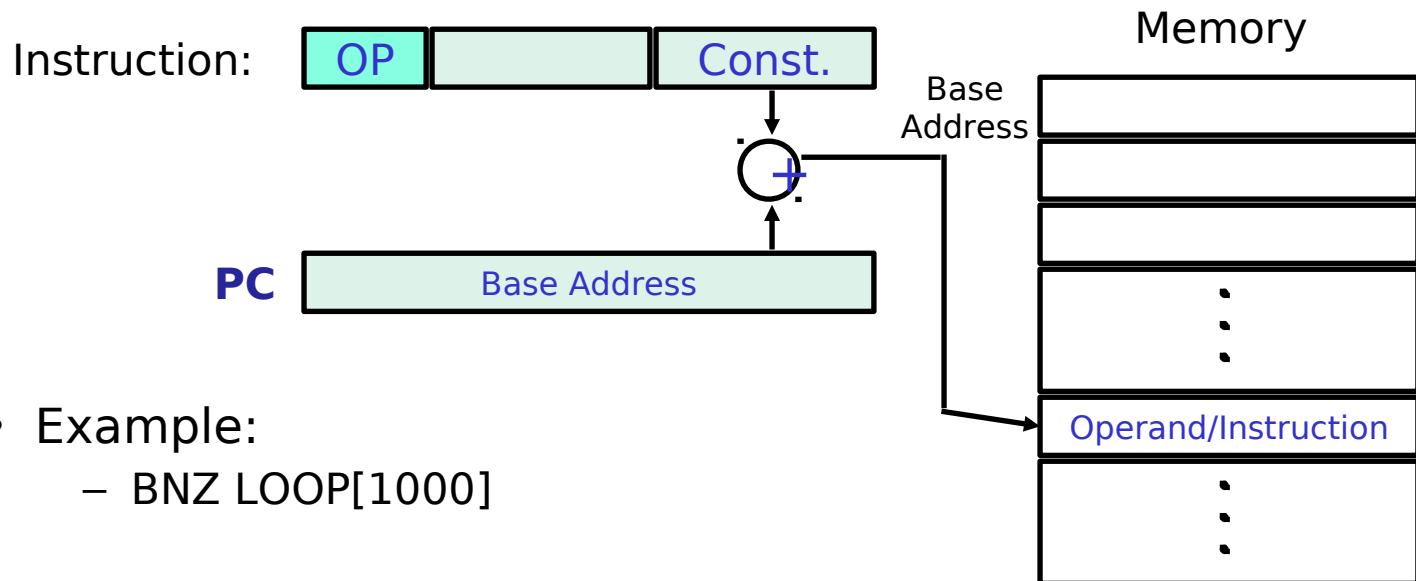 Memory
Instruction: OP Const.
Base
Address
+
PC Base Address
Operand/Instruction
• Example:
– BNZ LOOP[1000]